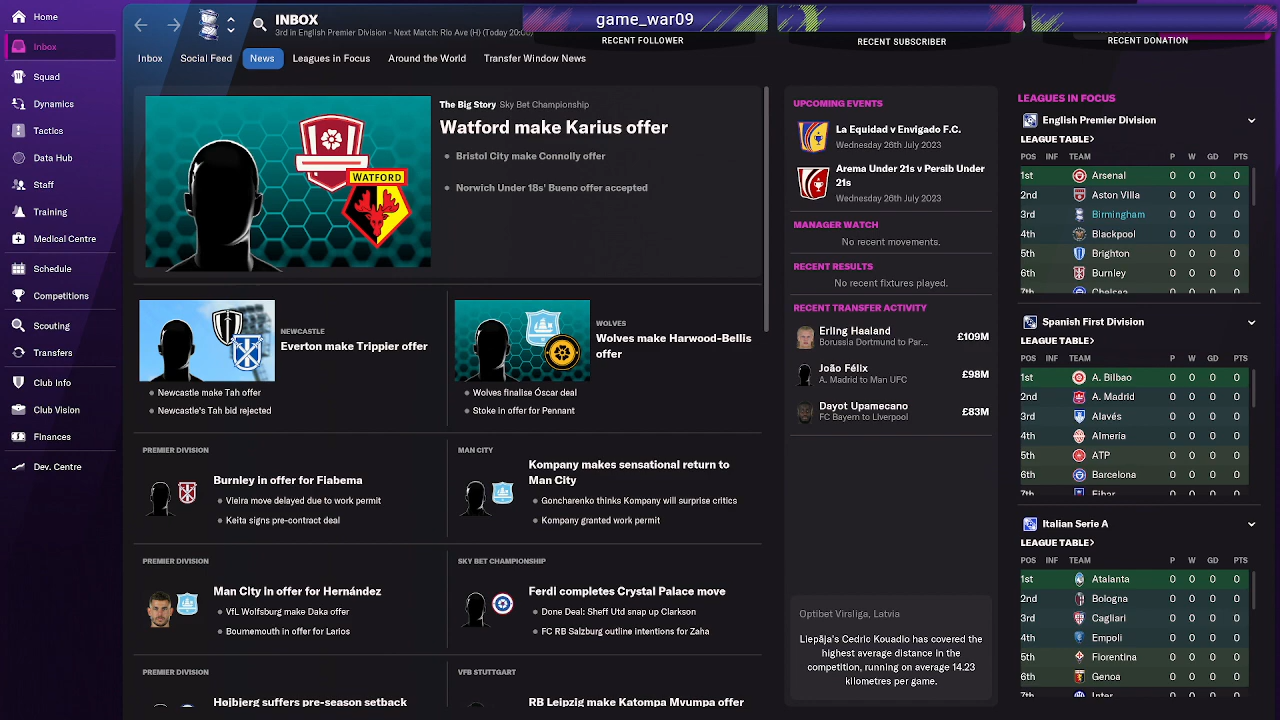 Home
Inbox
Squad
Dynamics
Tactics
Data Hub
Staff
Training
Medical Centre
Schedule
Competitions
Scouting
Transfers
Club Info
Club Vision
Finances
Dev. Centre
INBOX
3rd in English Premier Division - Next Match: Rio Ave (H) (Today 20:00)
game_war09
RECENT FOLLOWER
RECENT SUBSCRIBER
RECENT DONATION
Inbox
Social Feed
News
Leagues in Focus
Around the World
Transfer Window News
WATFORD
The Big Story Sky Bet Championship
Watford make Karius offer
Bristol City make Connolly offer
Norwich Under 18s' Bueno offer accepted
NEWCASTLE
Everton make Trippier offer
Newcastle make Tah offer
Newcastle's Tah bid rejected
WOLVES
Wolves make Harwood-Bellis
offer
Wolves finalise Óscar deal
Stoke in offer for Pennant
PREMIER DIVISION
Burnley in offer for Fiabema
Vieira move delayed due to work permit
Keita signs pre-contract deal
MAN CITY
Kompany makes sensational return to
Man City
Goncharenko thinks Kompany will surprise critics
Kompany granted work permit
PREMIER DIVISION
Man City in offer for Hernández
VfL Wolfsburg make Daka offer
Bournemouth in offer for Larios
SKY BET CHAMPIONSHIP
Ferdi completes Crystal Palace move
Done Deal: Sheff Utd snap up Clarkson
FC RB Salzburg outline intentions for Zaha
PREMIER DIVISION
Højbjerg suffers pre-season setback
VFB STUTTGART
RB Leipzig make Katompa Mvumpa offer
UPCOMING EVENTS
La Equidad v Envigado F.C.
Wednesday 26th July 2023
Arema Under 21s v Persib Under
21s
Wednesday 26th July 2023
MANAGER WATCH
No recent movements.
RECENT RESULTS
No recent fixtures played.
RECENT TRANSFER ACTIVITY
Erling Haaland £109M
Borussia Dortmund to Par...
João Félix £98M
A. Madrid to Man UFC
Dayot Upamecano £83M
FC Bayern to Liverpool
Optibet Virsliga, Latvia
Liepāja's Cedric Kouadio has covered the
highest average distance in the
competition, running on average 14.23
kilometres per game.
LEAGUES IN FOCUS
English Premier Division
LEAGUE TABLE>
POS INF TEAM P W GD PTS
1st Arsenal 0 0 0 0
2nd Aston Villa 0 0 0 0
3rd Birmingham 0 0 0 0
4th Blackpool 0 0 0 0
5th Brighton 0 0 0 0
6th Burnley 0 0 0 0
7th Chelsea 0 0 0 0
Spanish First Division
LEAGUE TABLE>
POS INF TEAM P W GD PTS
1st A. Bilbao 0 0 0 0
2nd A. Madrid 0 0 0 0
3rd Alavés 0 0 0 0
4th Almería 0 0 0 0
5th ATP 0 0 0 0
6th Barcelona 0 0 0 0
7th Eibar 0 0 0 0
Italian Serie A
LEAGUE TABLE>
POS INF TEAM P W GD PTS
1st Atalanta 0 0 0 0
2nd Bologna 0 0 0 0
3rd Cagliari 0 0 0 0
4th Empoli 0 0 0 0
5th Fiorentina 0 0 0 0
6th Genoa 0 0 0 0
7th Inter 0 0 0 0